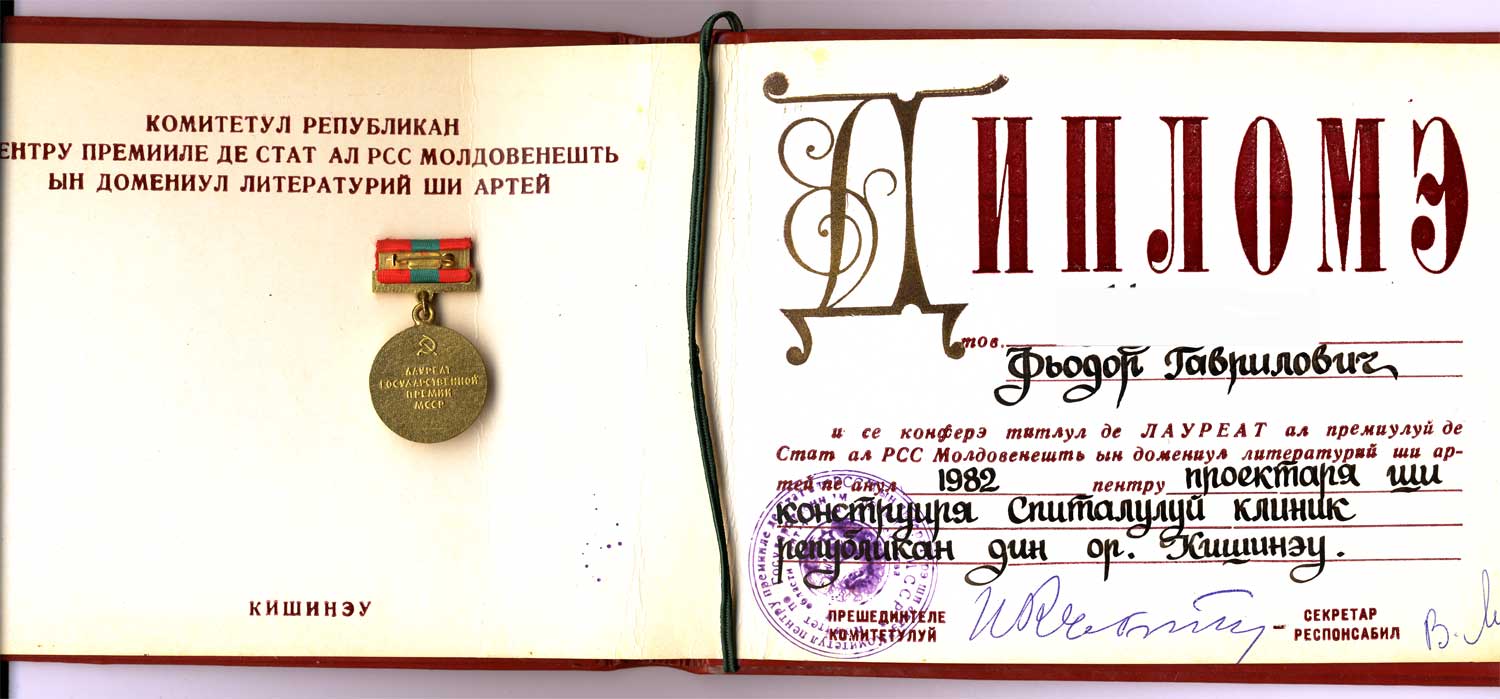 КОМИТЕТУЛ РЕПУБЛИКАН
ЕНТРУ ПРЕМИИЛЕ ДЕ СТАТ АЛ РСС МОЛДОВЕНЕШТЬ
ЫН ДОМЕНИУЛ ЛИТЕРАТУРИЙ ШИ АРТЕЙ
ЛАУРЕАТ
ГОСУДАРСТВЕННОЙ
ПРЕМИИ
МССР
КИШИНЭУ
ДИПЛОМЭ
тов.
Фьодор Гаврилович
и се конферэ титлул де ЛАУРЕАТ ал премиулуй де
Стат ал РСС Молдовенешть ын домениул литературий ши ар-
тей пе анул 1982 пентру проектаря ши
конструиря Спиталулуй клиник
републикан дин ор. Кишинэу.
ПРЕШЕДИНТЕЛЕ
КОМИТЕТУЛУЙ
СЕКРЕТАР
РЕСПОНСАБИЛ